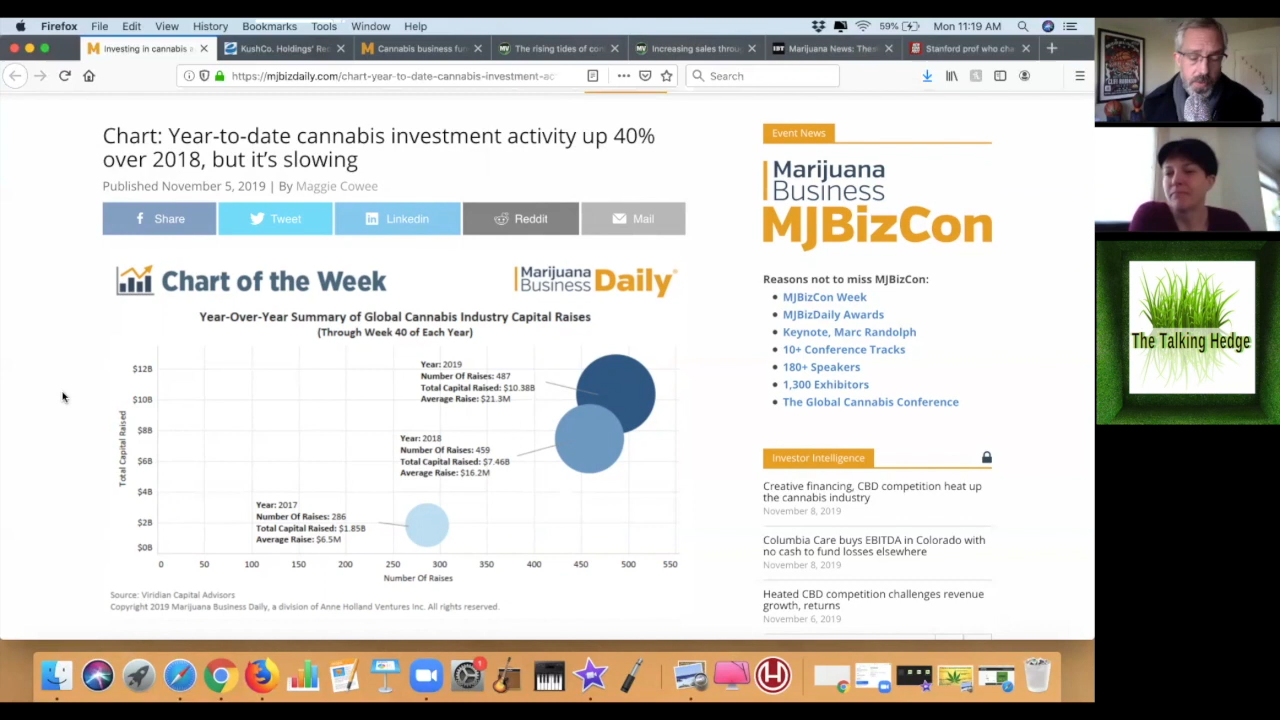 Firefox File Edit View History Bookmarks Tools Window Help 59% Mon 11:19 AM
Investing in cannabis
KushCo. Holdings' Re
Cannabis business fun
The rising tides of co
Increasing sales throu
Marijuana News: The
Stanford prof who cha
https://mjbizdaily.com/chart-year-to-date-cannabis-investment-ac
Search
Chart: Year-to-date cannabis investment activity up 40%
over 2018, but it's slowing
Published November 5, 2019 | By Maggie Cowee
Share Tweet Linkedin Reddit Mail
Chart of the Week
Marijuana
Business Daily
Year-Over-Year Summary of Global Cannabis Industry Capital Raises
(Through Week 40 of Each Year)
Total Capital Raised
$12B
$10B
$8B
$6B
$4B
$2B
$0B
Year: 2019
Number Of Raises: 487
Total Capital Raised: $10.38B
Average Raise: $21.3M
Year: 2018
Number Of Raises: 459
Total Capital Raised: $7.46B
Average Raise: $16.2M
Year: 2017
Number Of Raises: 286
Total Capital Raised: $1.85B
Average Raise: $6.5M
0 50 100 150 200 250 300 350 400 450 500 550
Number Of Raises
Source: Viridian Capital Advisors
Copyright 2019 Marijuana Business Daily, a division of Anne Holland Ventures Inc. All rights reserved.
Event News
Marijuana
Business
MJBizCon
Reasons not to miss MJBizCon:
MJBizCon Week
MJBizDaily Awards
Keynote, Marc Randolph
10+ Conference Tracks
180+ Speakers
1,300 Exhibitors
The Global Cannabis Conference
Investor Intelligence
Creative financing, CBD competition heat up
the cannabis industry
November 8, 2019
Columbia Care buys EBITDA in Colorado with
no cash to fund losses elsewhere
November 8, 2019
Heated CBD competition challenges revenue
growth, returns
November 6, 2019
The Talking Hedge
1